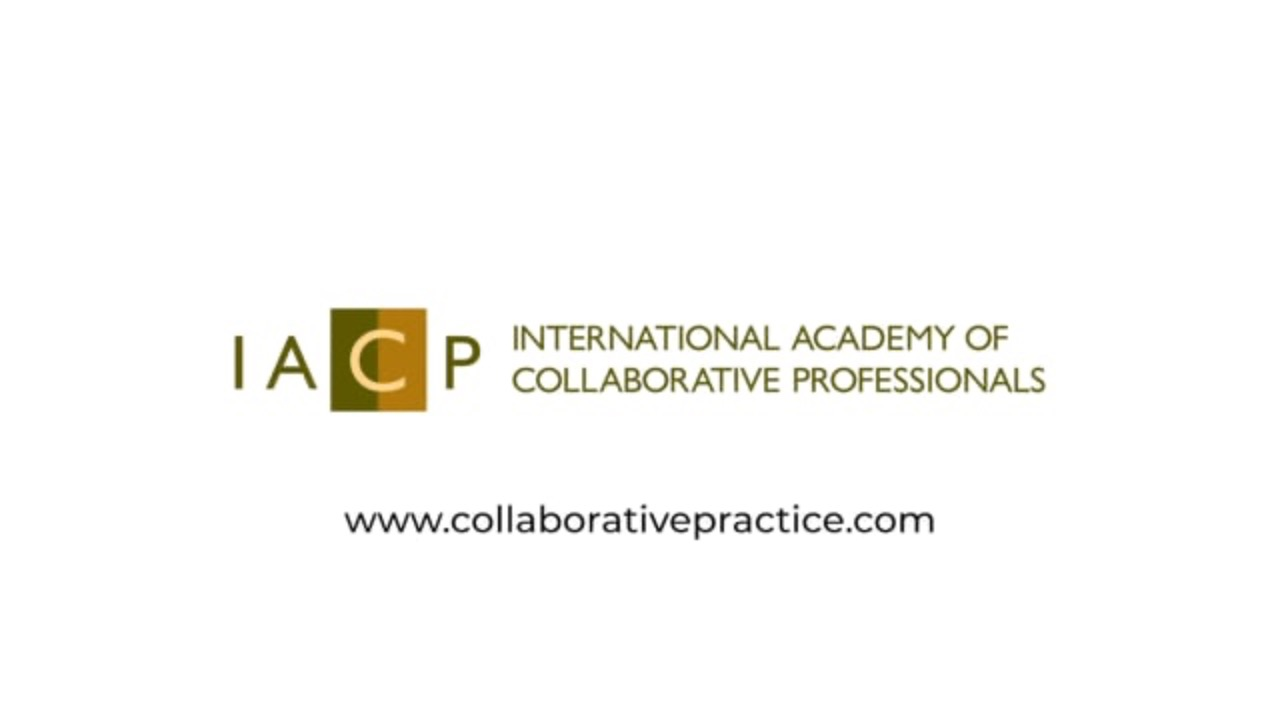 IACP
INTERNATIONAL ACADEMY OF
COLLABORATIVE PROFESSIONALS
www.collaborativepractice.com